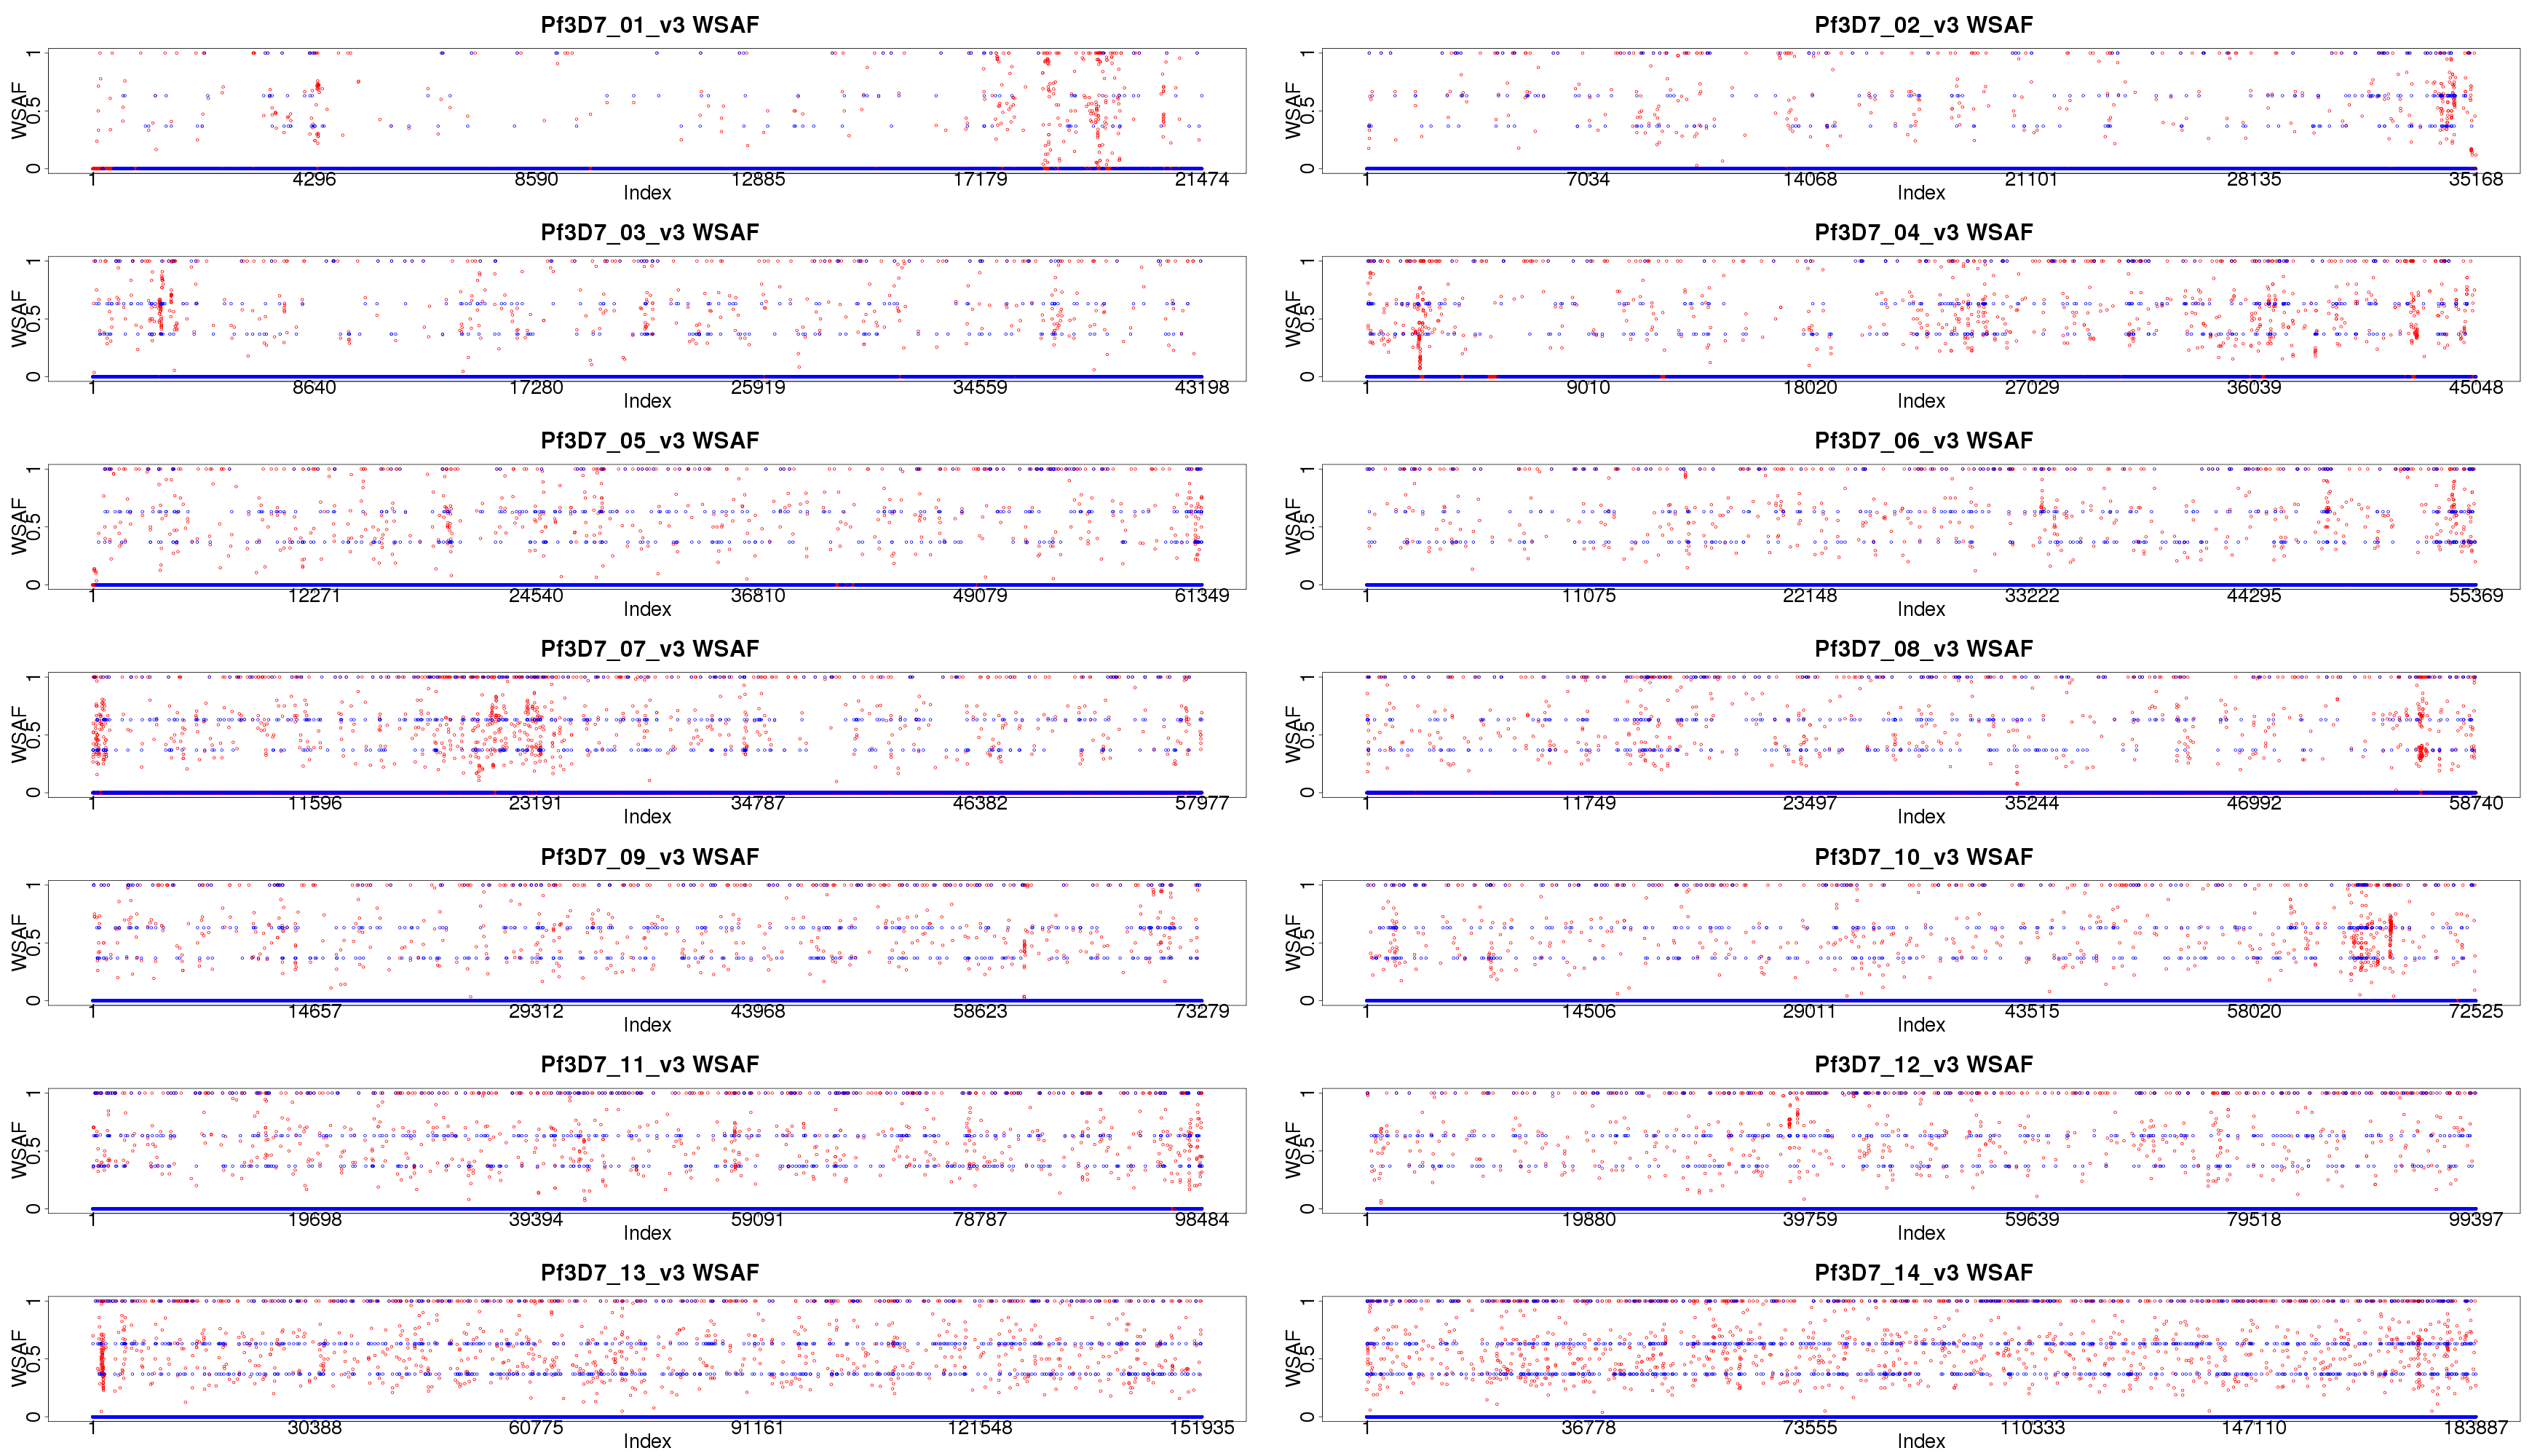 Pf3D7_01_v3 WSAF
WSAF
0 0.5 1
1 4296 8590 12885 17179 21474
Index
Pf3D7_02_v3 WSAF
WSAF
0 0.5 1
1 7034 14068 21101 28135 35168
Index
Pf3D7_03_v3 WSAF
WSAF
0 0.5 1
1 8640 17280 25919 34559 43198
Index
Pf3D7_04_v3 WSAF
WSAF
0 0.5 1
1 9010 18020 27029 36039 45048
Index
Pf3D7_05_v3 WSAF
WSAF
0 0.5 1
1 12271 24540 36810 49079 61349
Index
Pf3D7_06_v3 WSAF
WSAF
0 0.5 1
1 11075 22148 33222 44295 55369
Index
Pf3D7_07_v3 WSAF
WSAF
0 0.5 1
1 11596 23191 34787 46382 57977
Index
Pf3D7_08_v3 WSAF
WSAF
0 0.5 1
1 11749 23497 35244 46992 58740
Index
Pf3D7_09_v3 WSAF
WSAF
0 0.5 1
1 14657 29312 43968 58623 73279
Index
Pf3D7_10_v3 WSAF
WSAF
0 0.5 1
1 14506 29011 43515 58020 72525
Index
Pf3D7_11_v3 WSAF
WSAF
0 0.5 1
1 19698 39394 59091 78787 98484
Index
Pf3D7_12_v3 WSAF
WSAF
0 0.5 1
1 19880 39759 59639 79518 99397
Index
Pf3D7_13_v3 WSAF
WSAF
0 0.5 1
1 30388 60775 91161 121548 151935
Index
Pf3D7_14_v3 WSAF
WSAF
0 0.5 1
1 36778 73555 110333 147110 183887
Index